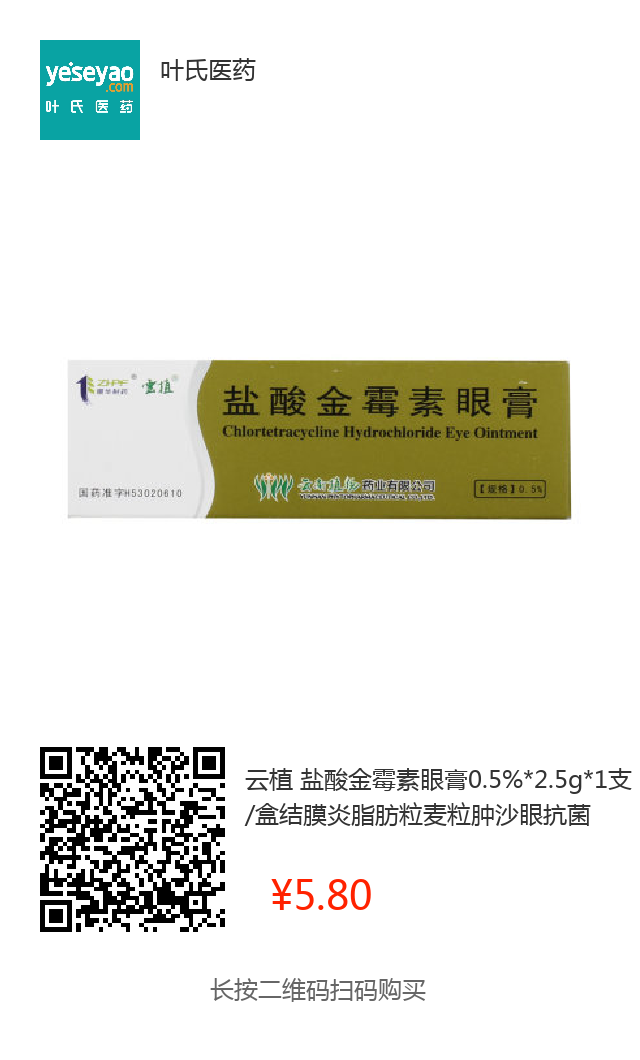 yeseyao
.com
叶氏医药
叶氏医药
ZHPF
雲植
盐酸金霉素眼膏
Chlortetracycline Hydrochloride Eye Ointment
国药准字H53020610
云南植物药业有限公司
【规格】0.5%
云植 盐酸金霉素眼膏0.5%*2.5g*1支
/盒结膜炎脂肪粒麦粒肿沙眼抗菌
¥5.80
长按二维码扫码购买